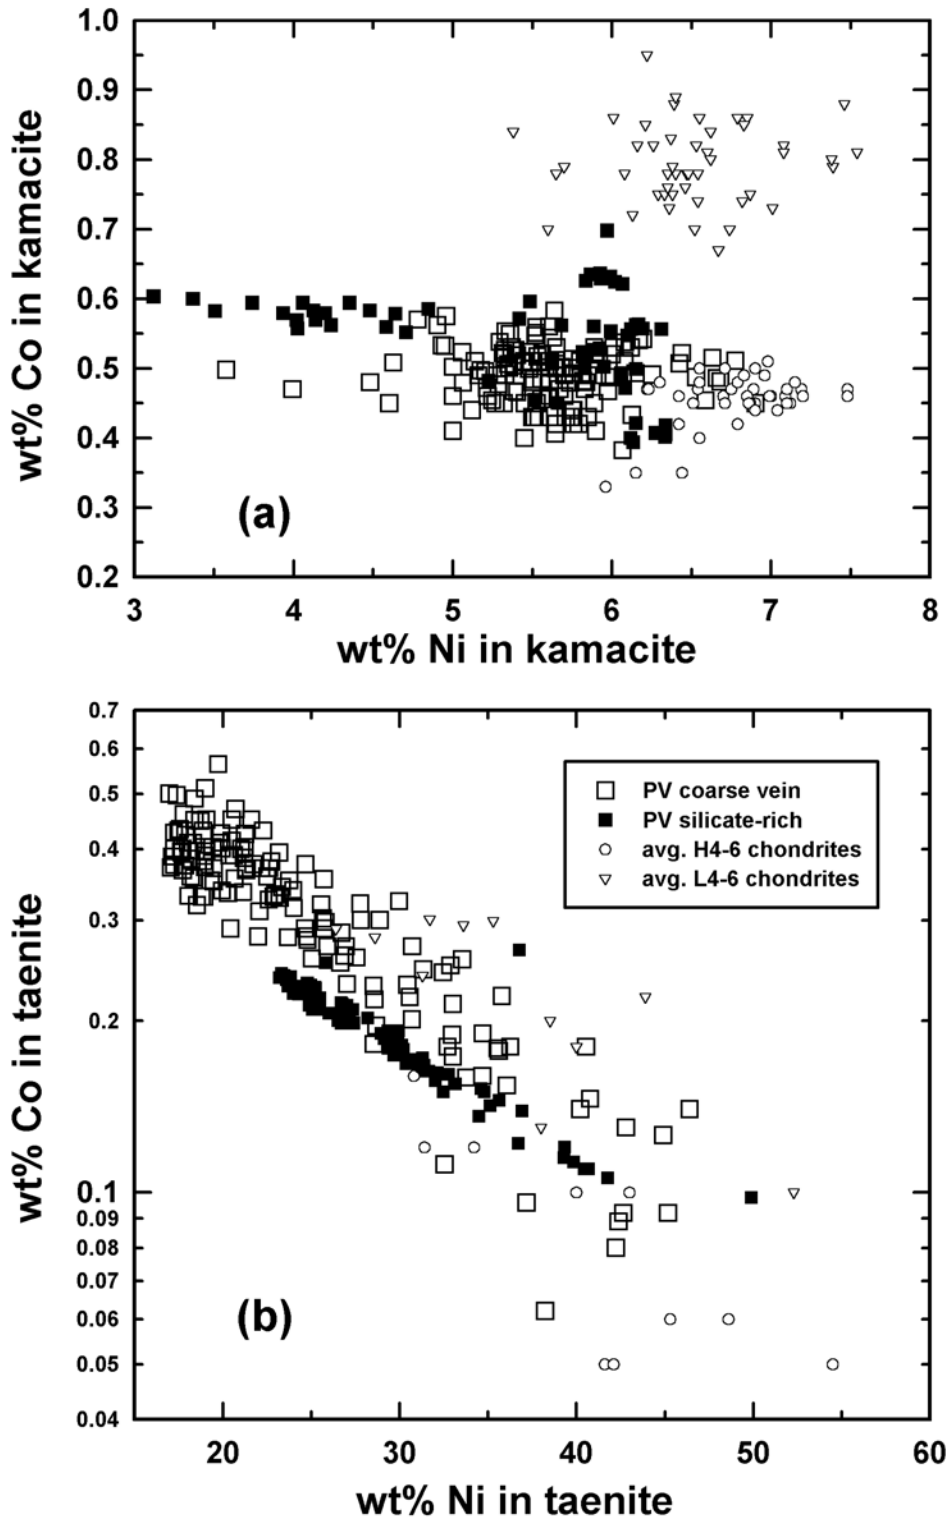 1.0
0.9
0.8
0.7
0.6
0.5
0.4
0.3
0.2
wt% Co in kamacite
(a)
3 4 5 6 7 8
wt% Ni in kamacite
0.7
0.6
0.5
0.4
0.3
0.2
0.1
0.09
0.08
0.07
0.06
0.05
0.04
wt% Co in taenite
PV coarse vein
PV silicate-rich
avg. H4-6 chondrites
avg. L4-6 chondrites
(b)
20 30 40 50 60
wt% Ni in taenite